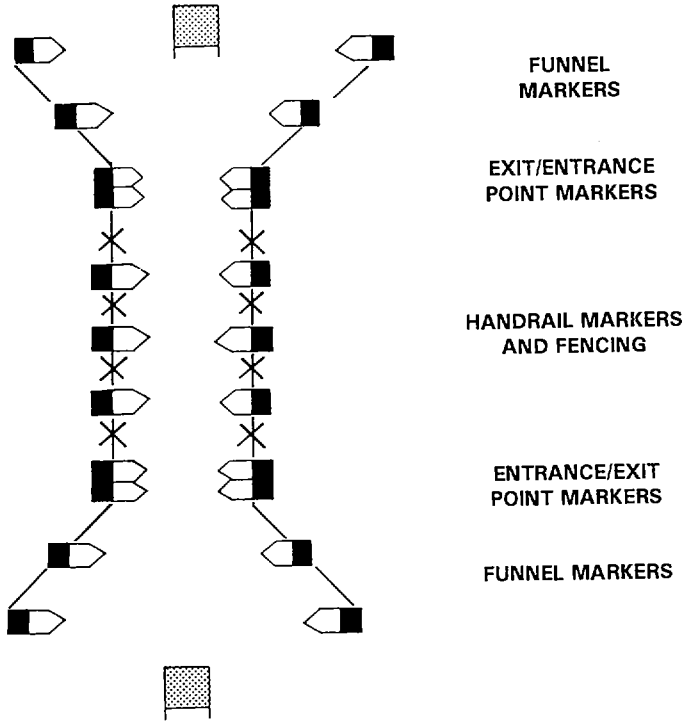 FUNNEL
MARKERS
EXIT/ENTRANCE
POINT MARKERS
HANDRAIL MARKERS
AND FENCING
ENTRANCE/EXIT
POINT MARKERS
FUNNEL MARKERS